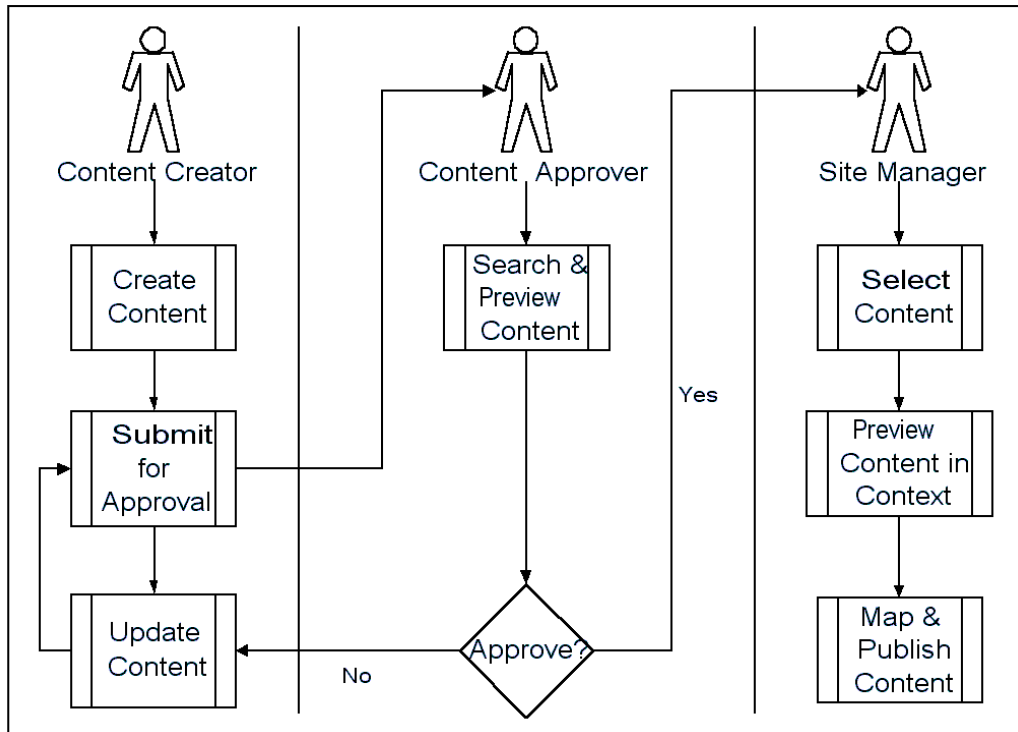 Content Creator
Create
Content
Submit
for
Approval
Update
Content
Content Approver
Search &
Preview
Content
Approve?
No
Yes
Site Manager
Select
Content
Preview
Content in
Context
Map &
Publish
Content